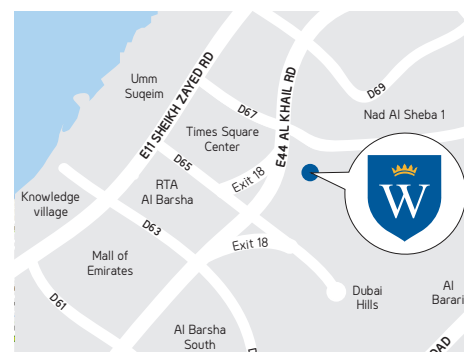 Umm
Suqeim
E11 SHEIKH ZAYED RD
D67
E44 AL KHAIL RD
D69
Nad Al Sheba 1
Times Square
Center
D65
Exit 18
RTA
Al Barsha
W
Knowledge
village
D63
Exit 18
Mall of
Emirates
D61
Dubai
Hills
Al
Barari
Al Barsha
South